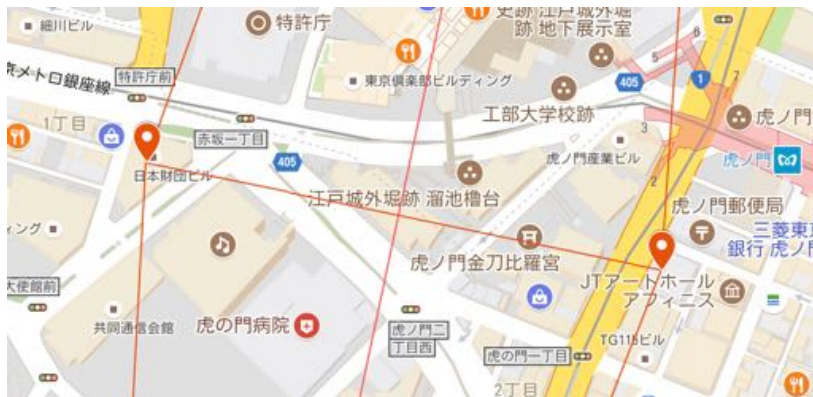 細川ビル
特許庁
史跡 江戸城外堀
跡 地下展示室
京メトロ銀座線
特許庁前
東京倶楽部ビルディング
405
1
6
5
7
工部大学校跡
3
虎ノ門
1丁目
赤坂一丁目
405
日本財団ビル
虎ノ門産業ビル
虎ノ門
2
江戸城外堀跡 溜池櫓台
虎ノ門郵便局
ィング
三菱東京
銀行 虎ノ門
虎ノ門金刀比羅宮
JTアートホール
アフィニス
大使館前
共同通信会館
虎の門病院
虎ノ門二
丁目西
TG115ビル
虎の門一丁目
2丁目